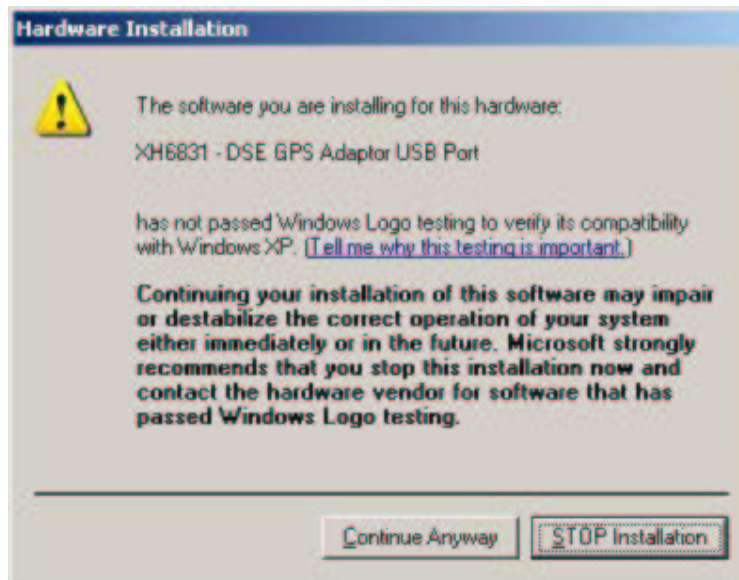 Hardware Installation
The software you are installing for this hardware:
XH6831 - DSE GPS Adaptor USB Port
has not passed Windows Logo testing to verify its compatibility
with Windows XP. (Tell me why this testing is important.)
Continuing your installation of this software may impair
or destabilize the correct operation of your system
either immediately or in the future. Microsoft strongly
recommends that you stop this installation now and
contact the hardware vendor for software that has
passed Windows Logo testing.
Continue Anyway
STOP Installation